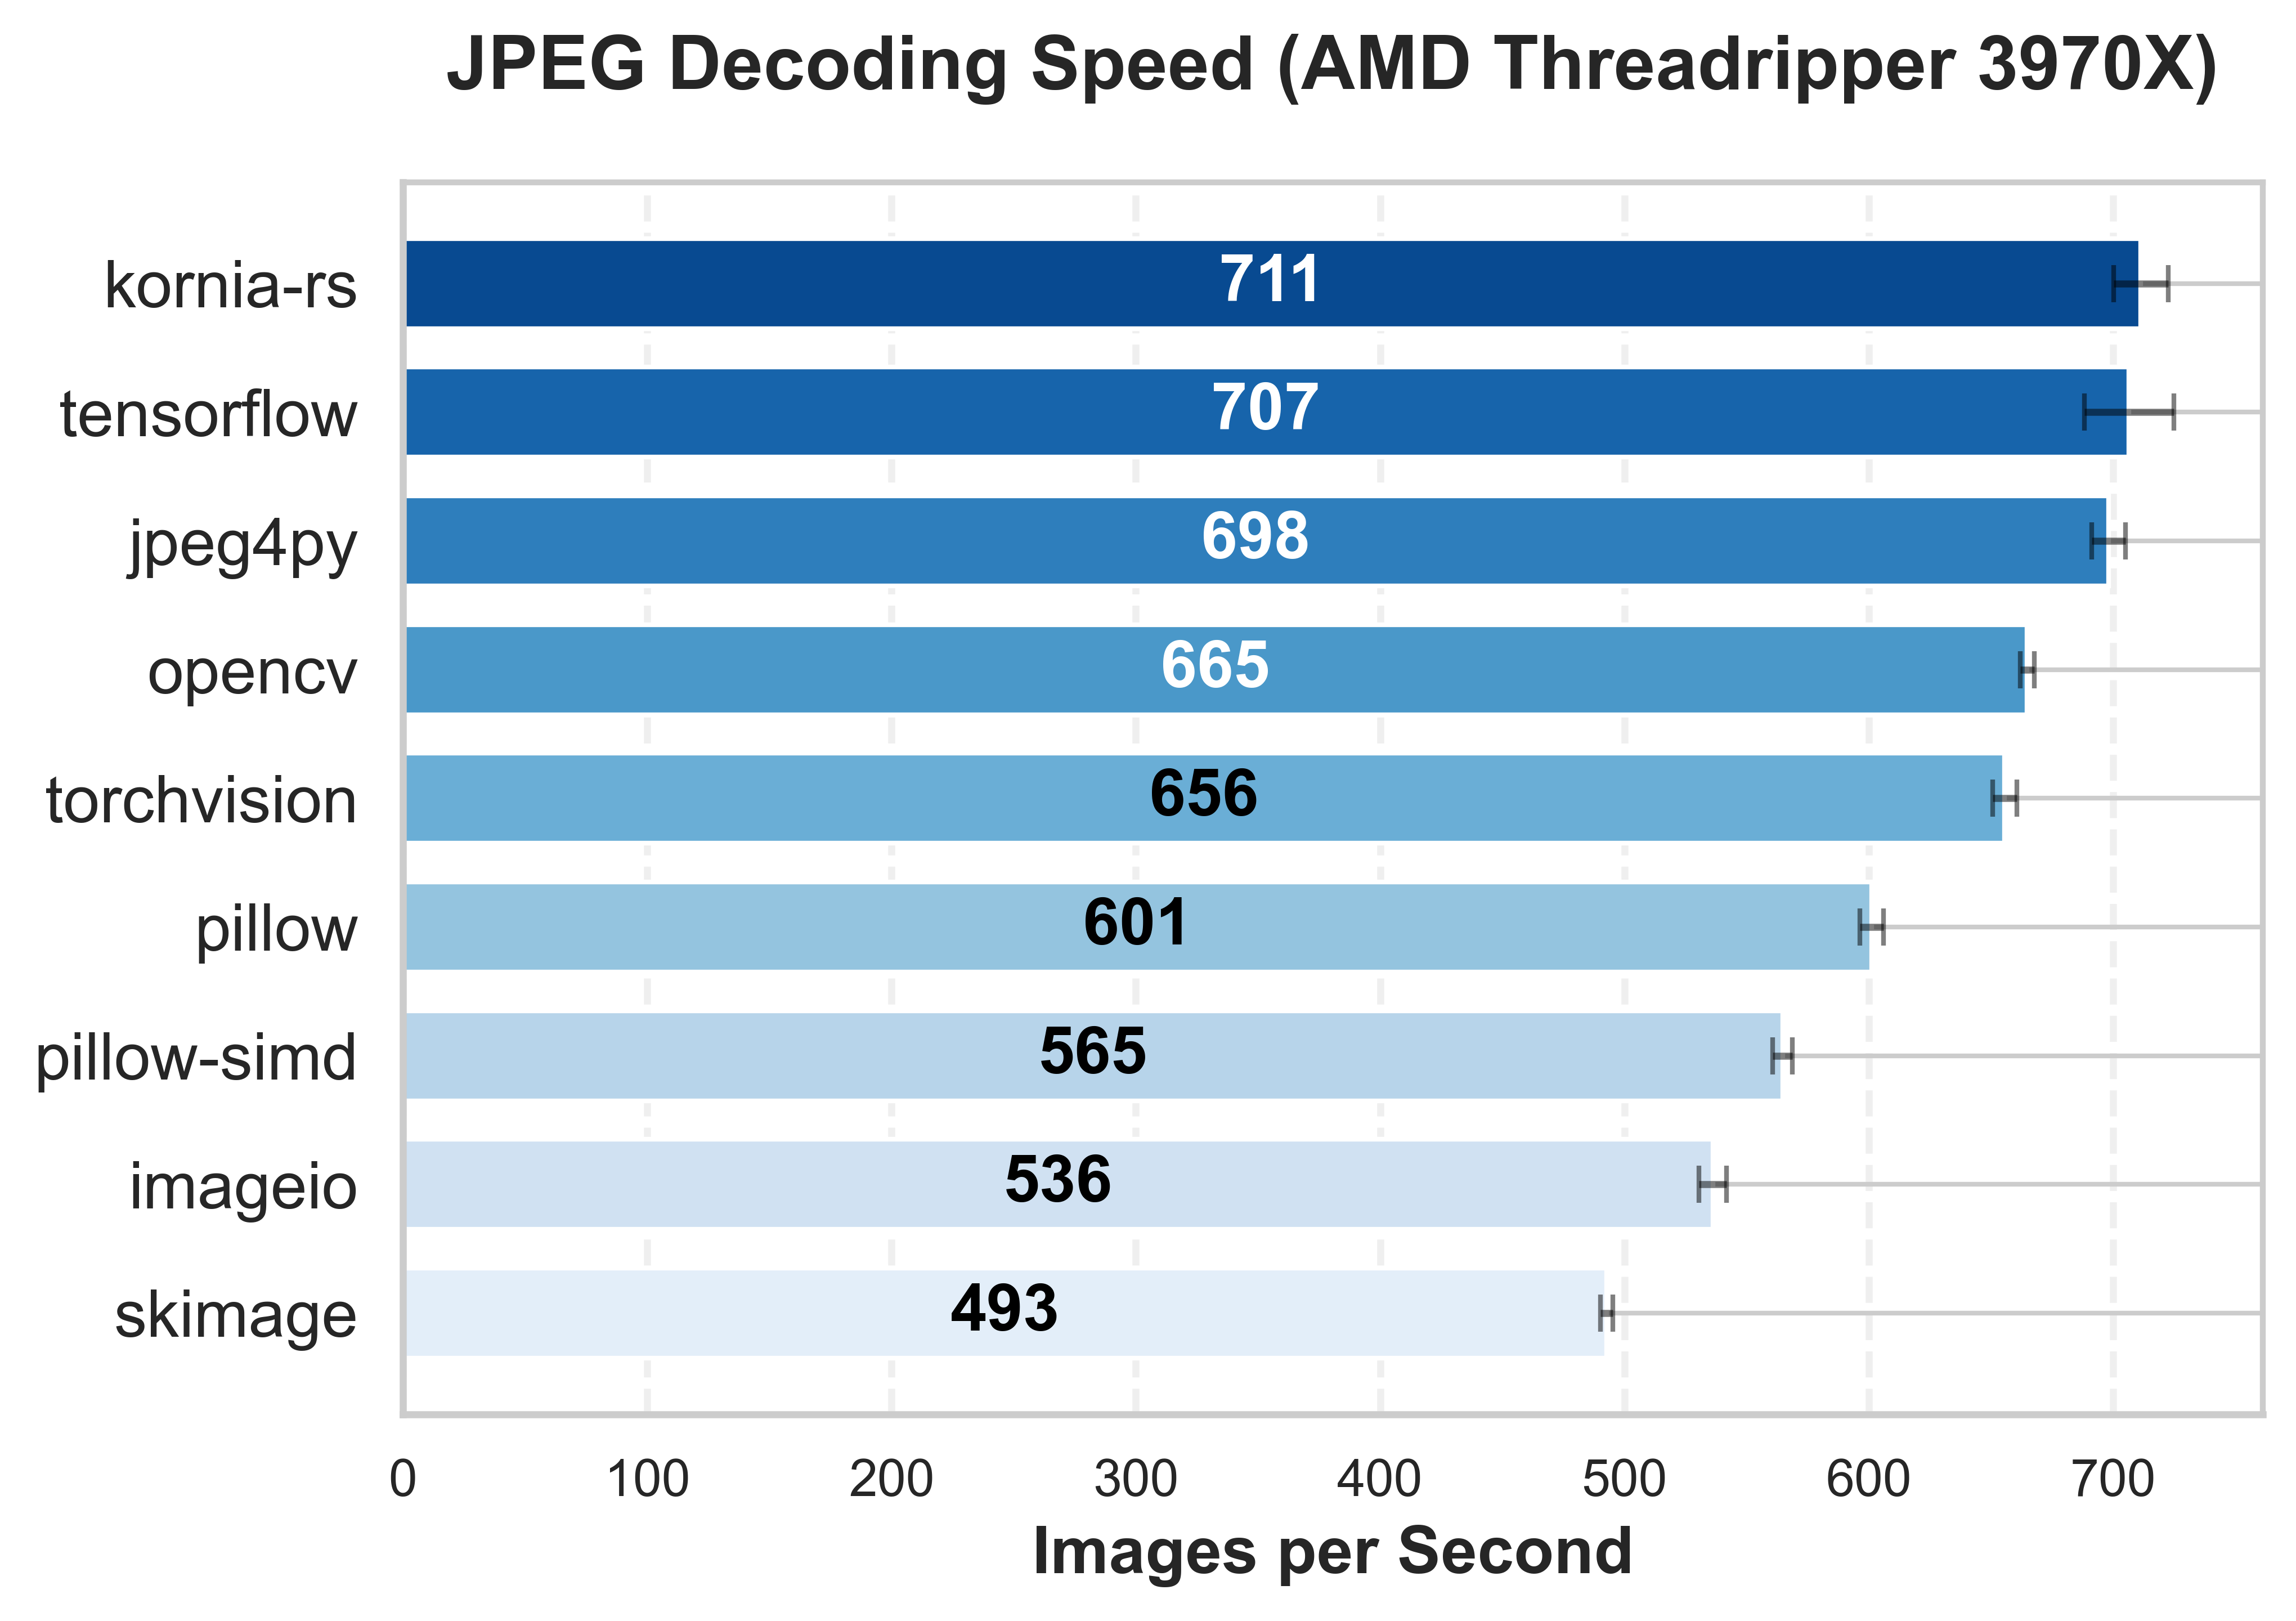 JPEG Decoding Speed (AMD Threadripper 3970X)
kornia-rs 711
tensorflow 707
jpeg4py 698
opencv 665
torchvision 656
pillow 601
pillow-simd 565
imageio 536
skimage 493
0 100 200 300 400 500 600 700
Images per Second